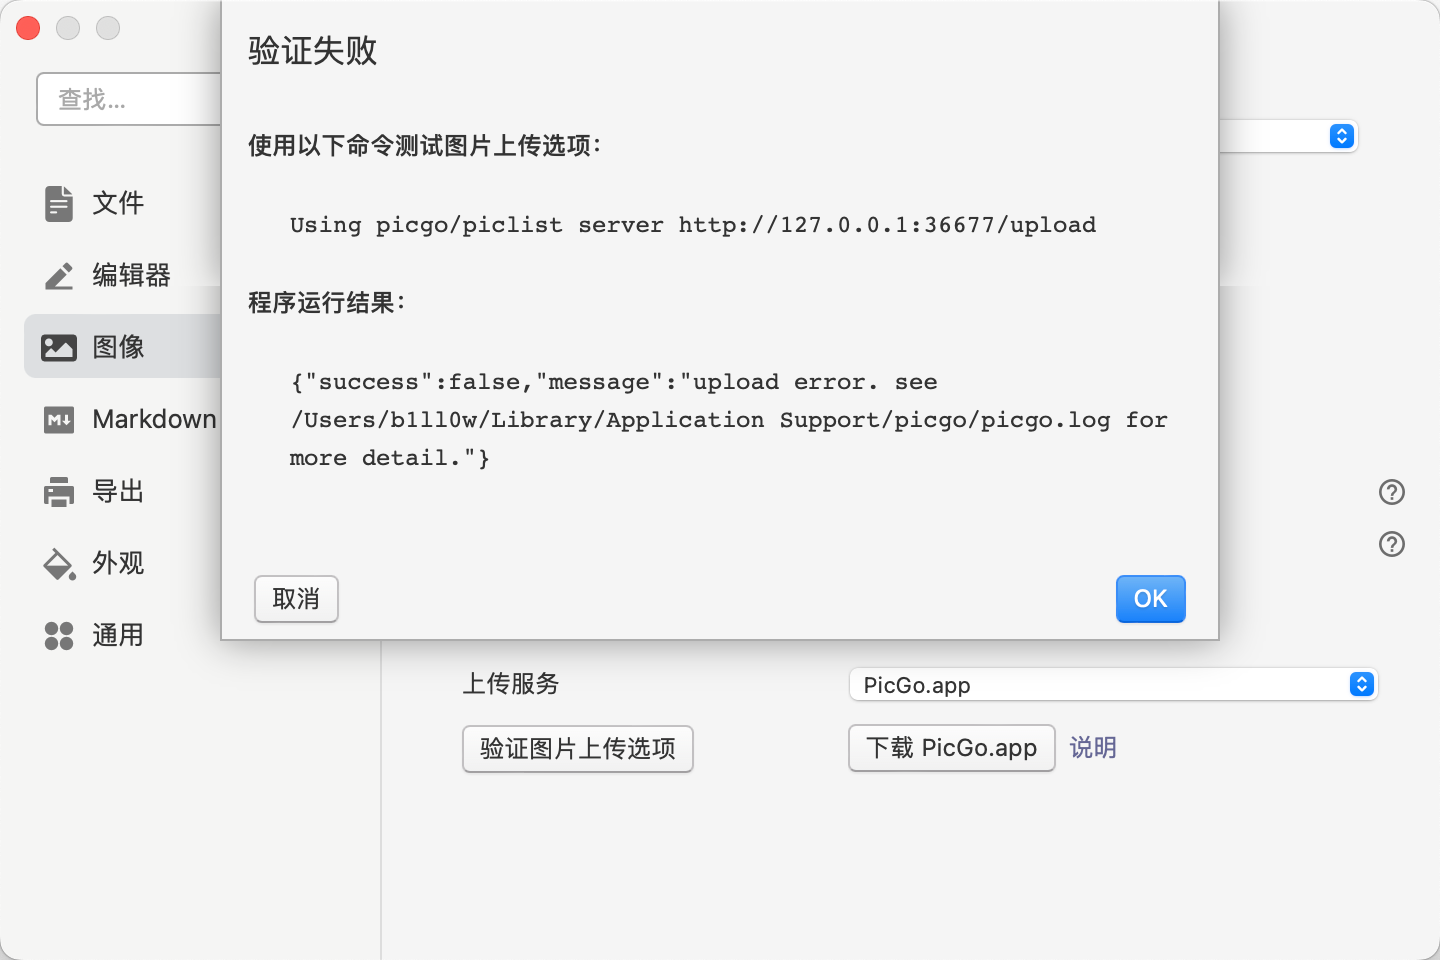 验证失败
查找...
使用以下命令测试图片上传选项：
文件
Using picgo/piclist server http://127.0.0.1:36677/upload
编辑器
程序运行结果：
图像
{"success":false,"message":"upload error. see
/Users/b1ll0w/Library/Application Support/picgo/picgo.log for
more detail."}
Markdown
导出
外观
取消
OK
通用
上传服务
PicGo.app
验证图片上传选项
下载 PicGo.app
说明